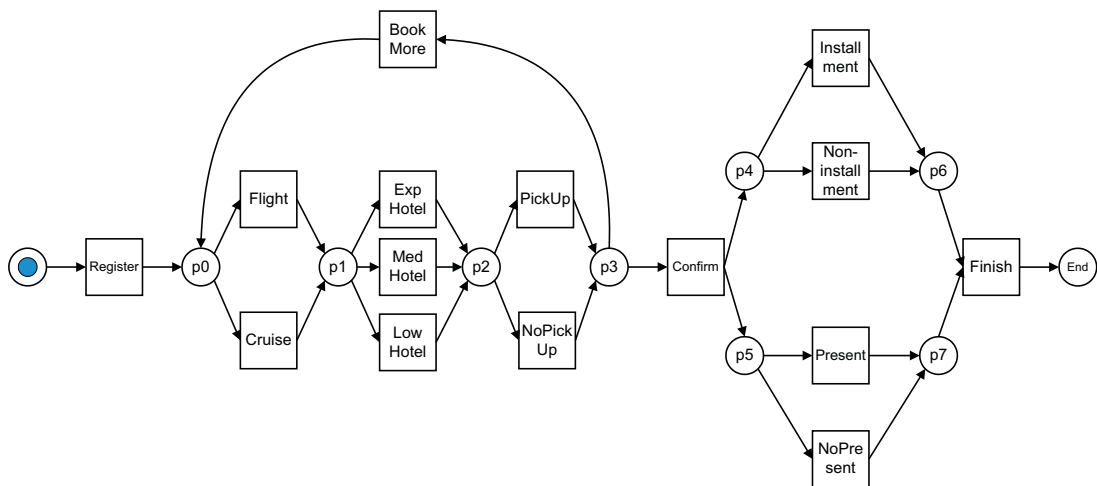 Book
More
Install
ment
Non-
install
ment
p4
p6
Flight
Exp
Hotel
PickUp
Register
p0
p1
Med
Hotel
p2
p3
Confirm
Finish
End
Cruise
Low
Hotel
NoPick
Up
p5
Present
p7
NoPre
sent